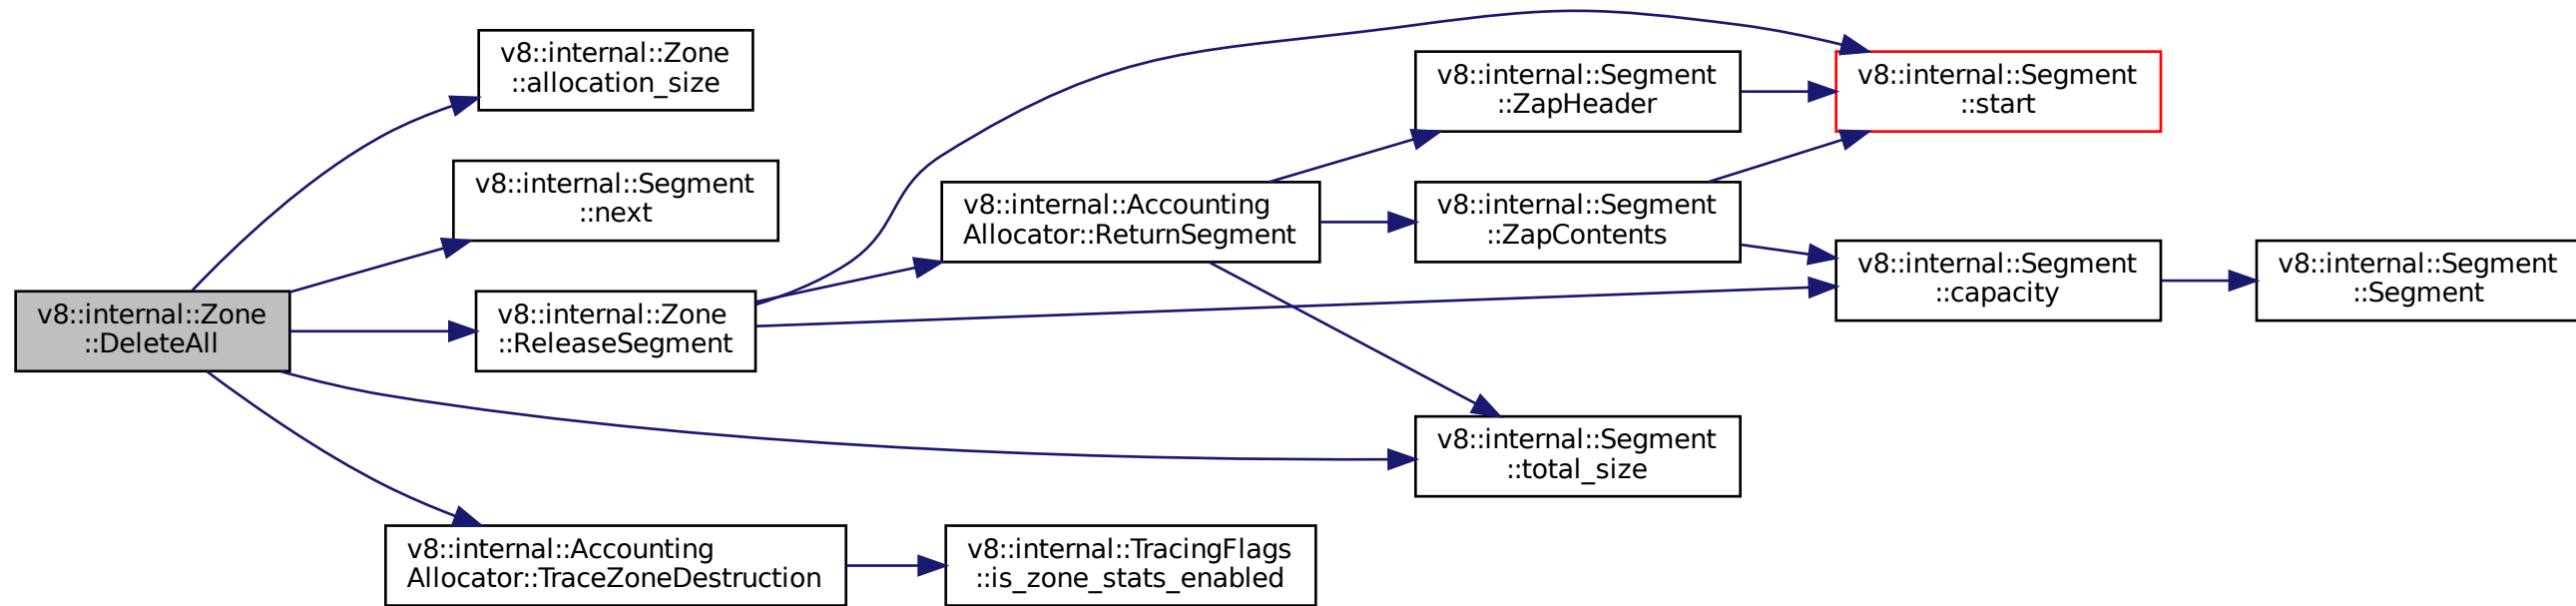 v8::internal::Zone
::allocation_size
v8::internal::Segment
::next
v8::internal::Zone
::DeleteAll
v8::internal::Zone
::ReleaseSegment
v8::internal::Accounting
Allocator::TraceZoneDestruction
v8::internal::Accounting
Allocator::ReturnSegment
v8::internal::TracingFlags
::is_zone_stats_enabled
v8::internal::Segment
::ZapHeader
v8::internal::Segment
::ZapContents
v8::internal::Segment
::total_size
v8::internal::Segment
::start
v8::internal::Segment
::capacity
v8::internal::Segment
::Segment